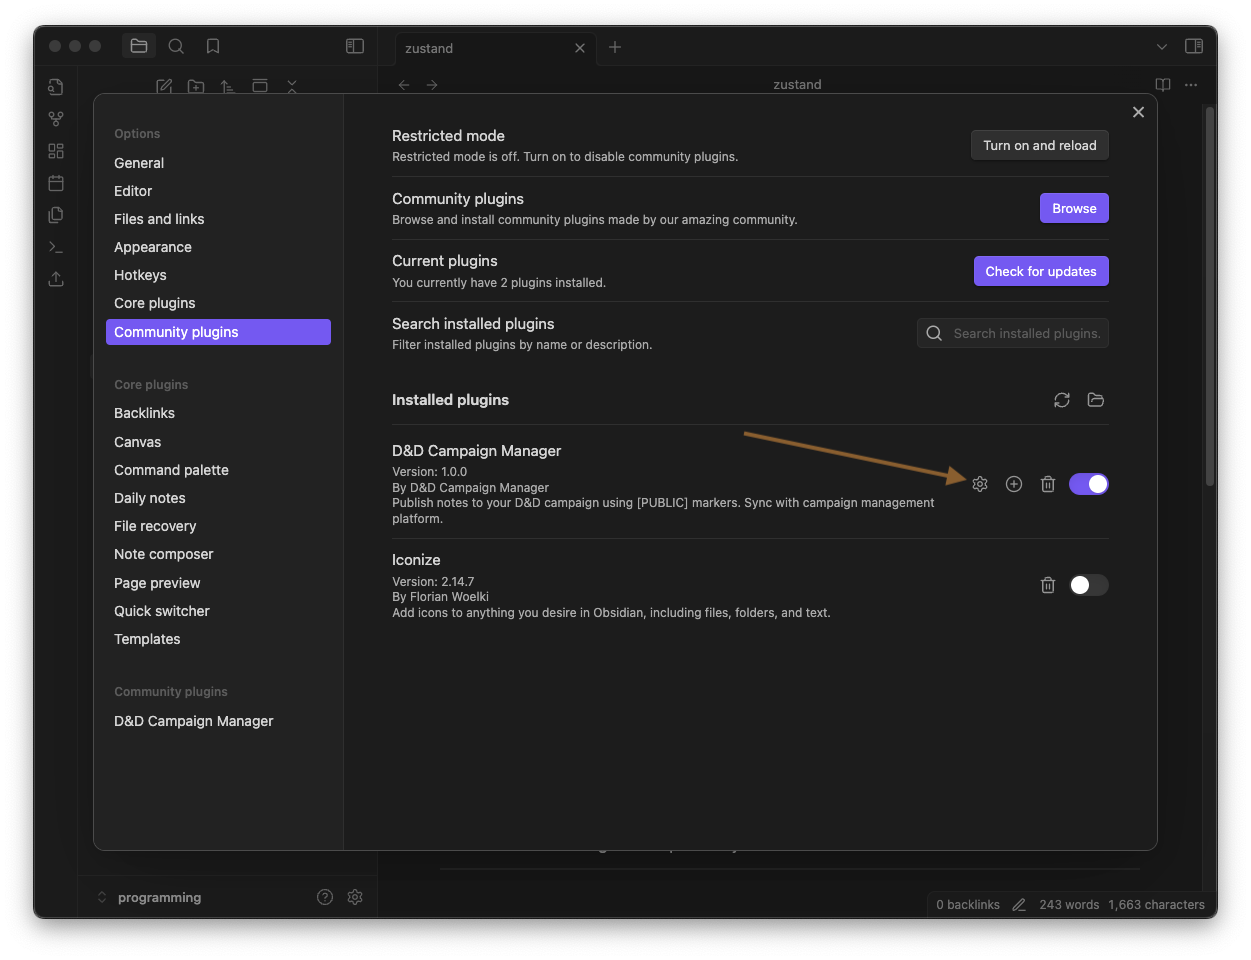 zustand
zustand
Options
General
Editor
Files and links
Appearance
Hotkeys
Core plugins
Community plugins
Core plugins
Backlinks
Canvas
Command palette
Daily notes
File recovery
Note composer
Page preview
Quick switcher
Templates
Community plugins
D&D Campaign Manager
Restricted mode
Restricted mode is off. Turn on to disable community plugins.
Turn on and reload
Community plugins
Browse and install community plugins made by our amazing community.
Browse
Current plugins
You currently have 2 plugins installed.
Check for updates
Search installed plugins
Filter installed plugins by name or description.
Search installed plugins.
Installed plugins
D&D Campaign Manager
Version: 1.0.0
By D&D Campaign Manager
Publish notes to your D&D campaign using [PUBLIC] markers. Sync with campaign management
platform.
Iconize
Version: 2.14.7
By Florian Woelki
Add icons to anything you desire in Obsidian, including files, folders, and text.
programming
0 backlinks
243 words
1,663 characters